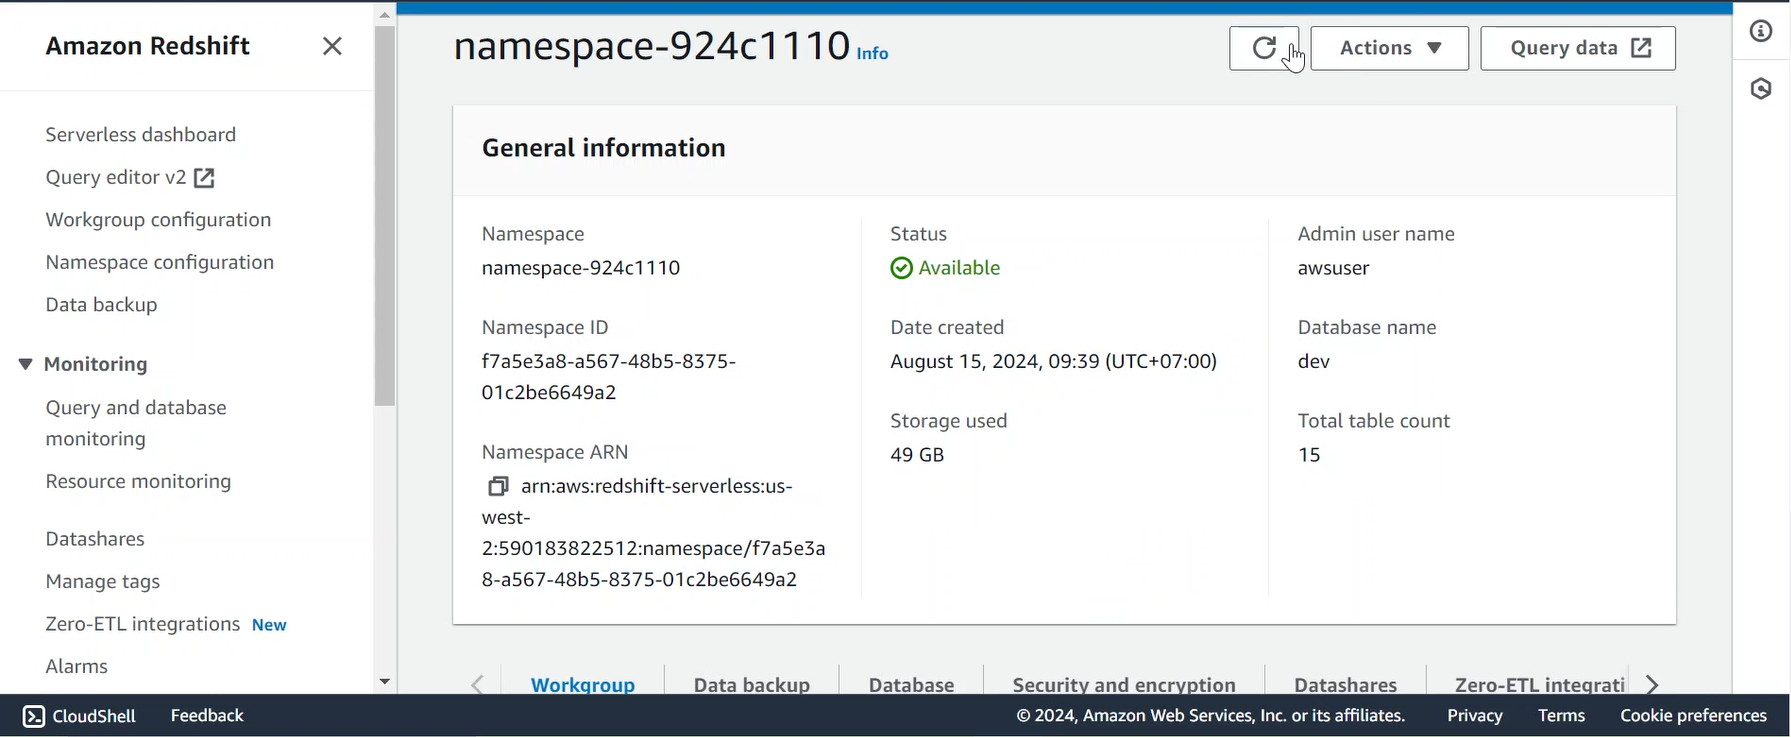 Amazon Redshift
Serverless dashboard
Query editor v2
Workgroup configuration
Namespace configuration
Data backup
Monitoring
Query and database
monitoring
Resource monitoring
Datashares
Manage tags
Zero-ETL integrations New
Alarms
namespace-924c1110 Info
Actions
Query data
General information
Namespace
namespace-924c1110
Namespace ID
f7a5e3a8-a567-48b5-8375-
01c2be6649a2
Namespace ARN
arn:aws:redshift-serverless:us-
west-
2:590183822512:namespace/f7a5e3a
8-a567-48b5-8375-01c2be6649a2
Status
Available
Date created
August 15, 2024, 09:39 (UTC+07:00)
Storage used
49 GB
Admin user name
awsuser
Database name
dev
Total table count
15
Workgroup
Data backup
Database
Security and encryption
Datashares
Zero-ETL integrati
CloudShell
Feedback
© 2024, Amazon Web Services, Inc. or its affiliates.
Privacy
Terms
Cookie preferences